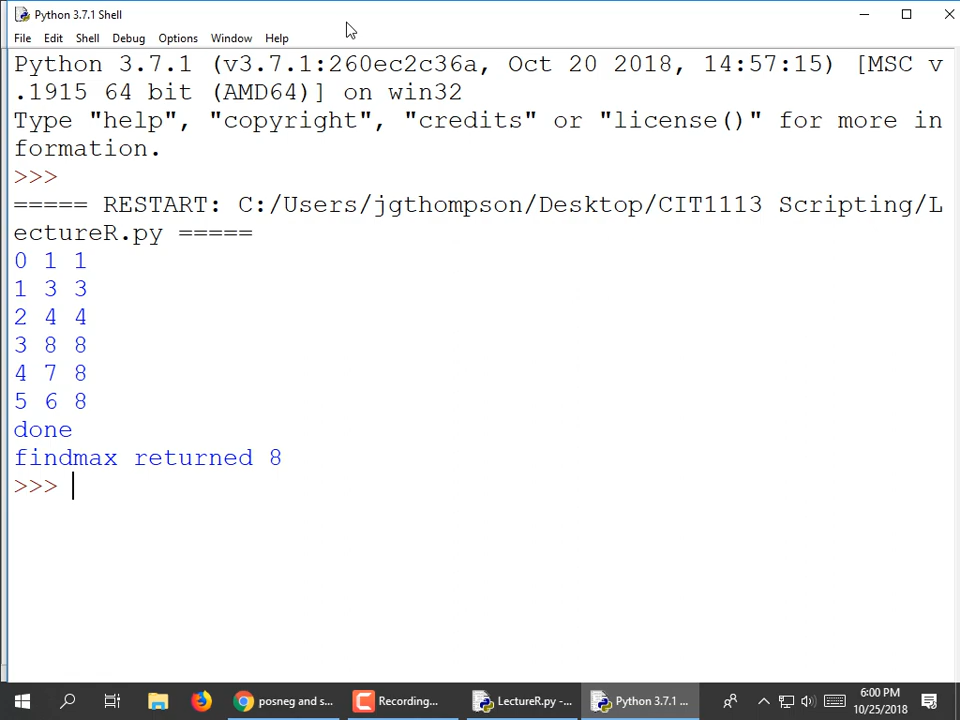 Python 3.7.1 Shell
File Edit Shell Debug Options Window Help
Python 3.7.1 (v3.7.1:260ec2c36a, Oct 20 2018, 14:57:15) [MSC v
.1915 64 bit (AMD64)] on win32
Type "help", "copyright", "credits" or "license()" for more in
formation.
>>>
===== RESTART: C:/Users/jgthompson/Desktop/CIT1113 Scripting/L
ectureR.py =====
0 1 1
1 3 3
2 4 4
3 8 8
4 7 8
5 6 8
done
findmax returned 8
>>>
posneg and s... Recording... LectureR.py -... Python 3.7.1 ... 6:00 PM
10/25/2018